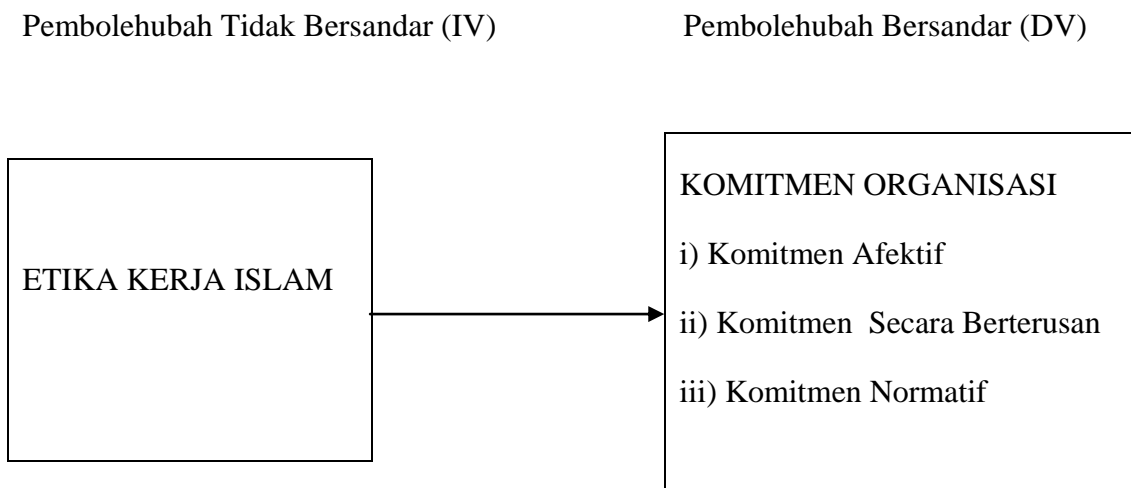 Pembolehubah Tidak Bersandar (IV)
Pembolehubah Bersandar (DV)
ETIKA KERJA ISLAM
KOMITMEN ORGANISASI
i) Komitmen Afektif
ii) Komitmen Secara Berterusan
iii) Komitmen Normatif